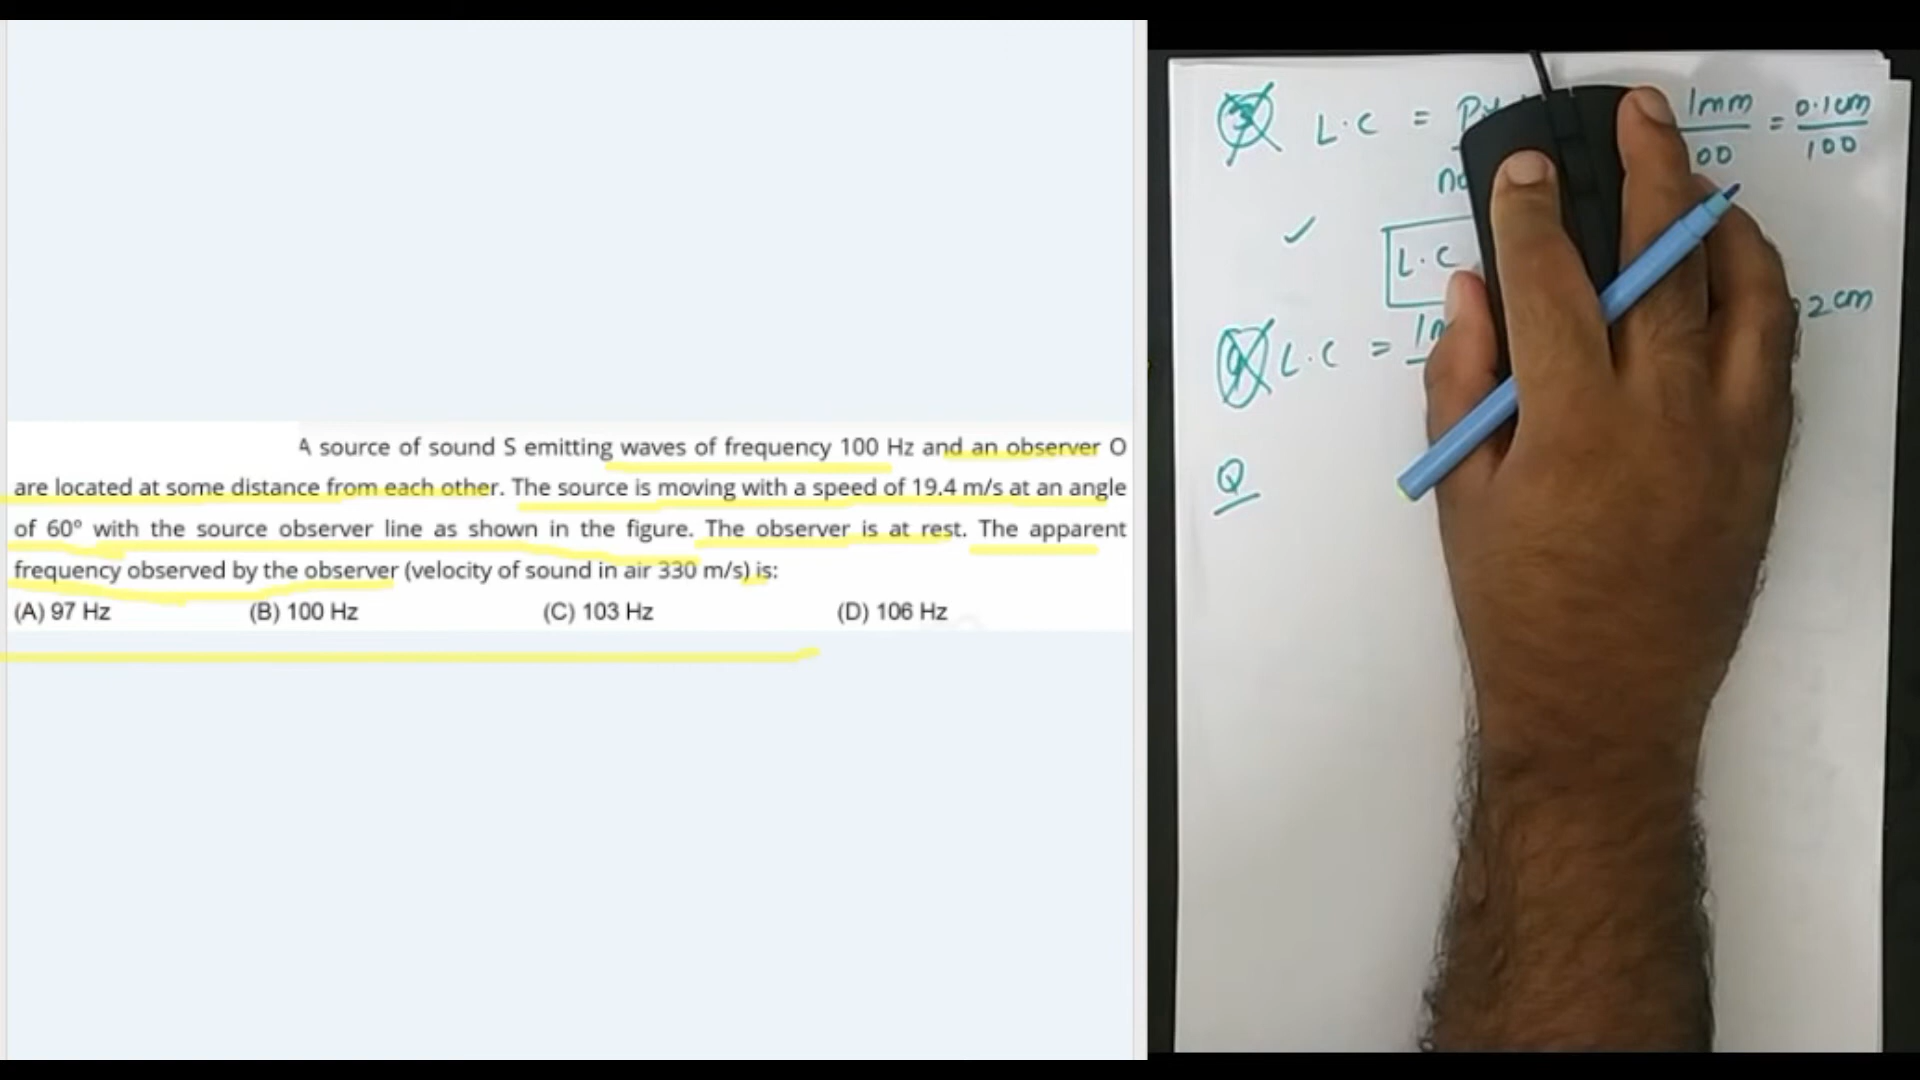 A source of sound S emitting waves of frequency 100 Hz and an observer O
are located at some distance from each other. The source is moving with a speed of 19.4 m/s at an angle
of 60º with the source observer line as shown in the figure. The observer is at rest. The apparent
frequency observed by the observer (velocity of sound in air 330 m/s) is:
(A) 97 Hz (B) 100 Hz (C) 103 Hz (D) 106 Hz
L.C = 1mm = 0.1cm
no 00 100
L.C
2cm
L.C =
Q